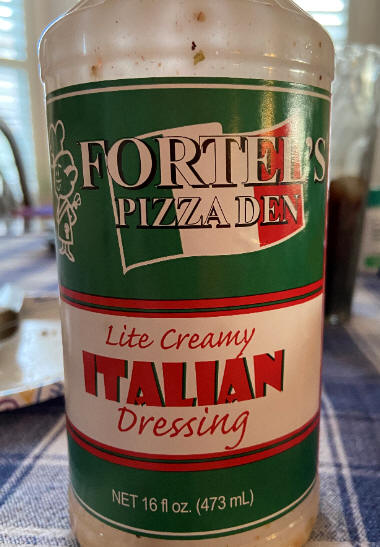 FORTEL'S
PIZZA DEN
Lite Creamy
ITALIAN
Dressing
NET 16 fl oz. (473 mL)